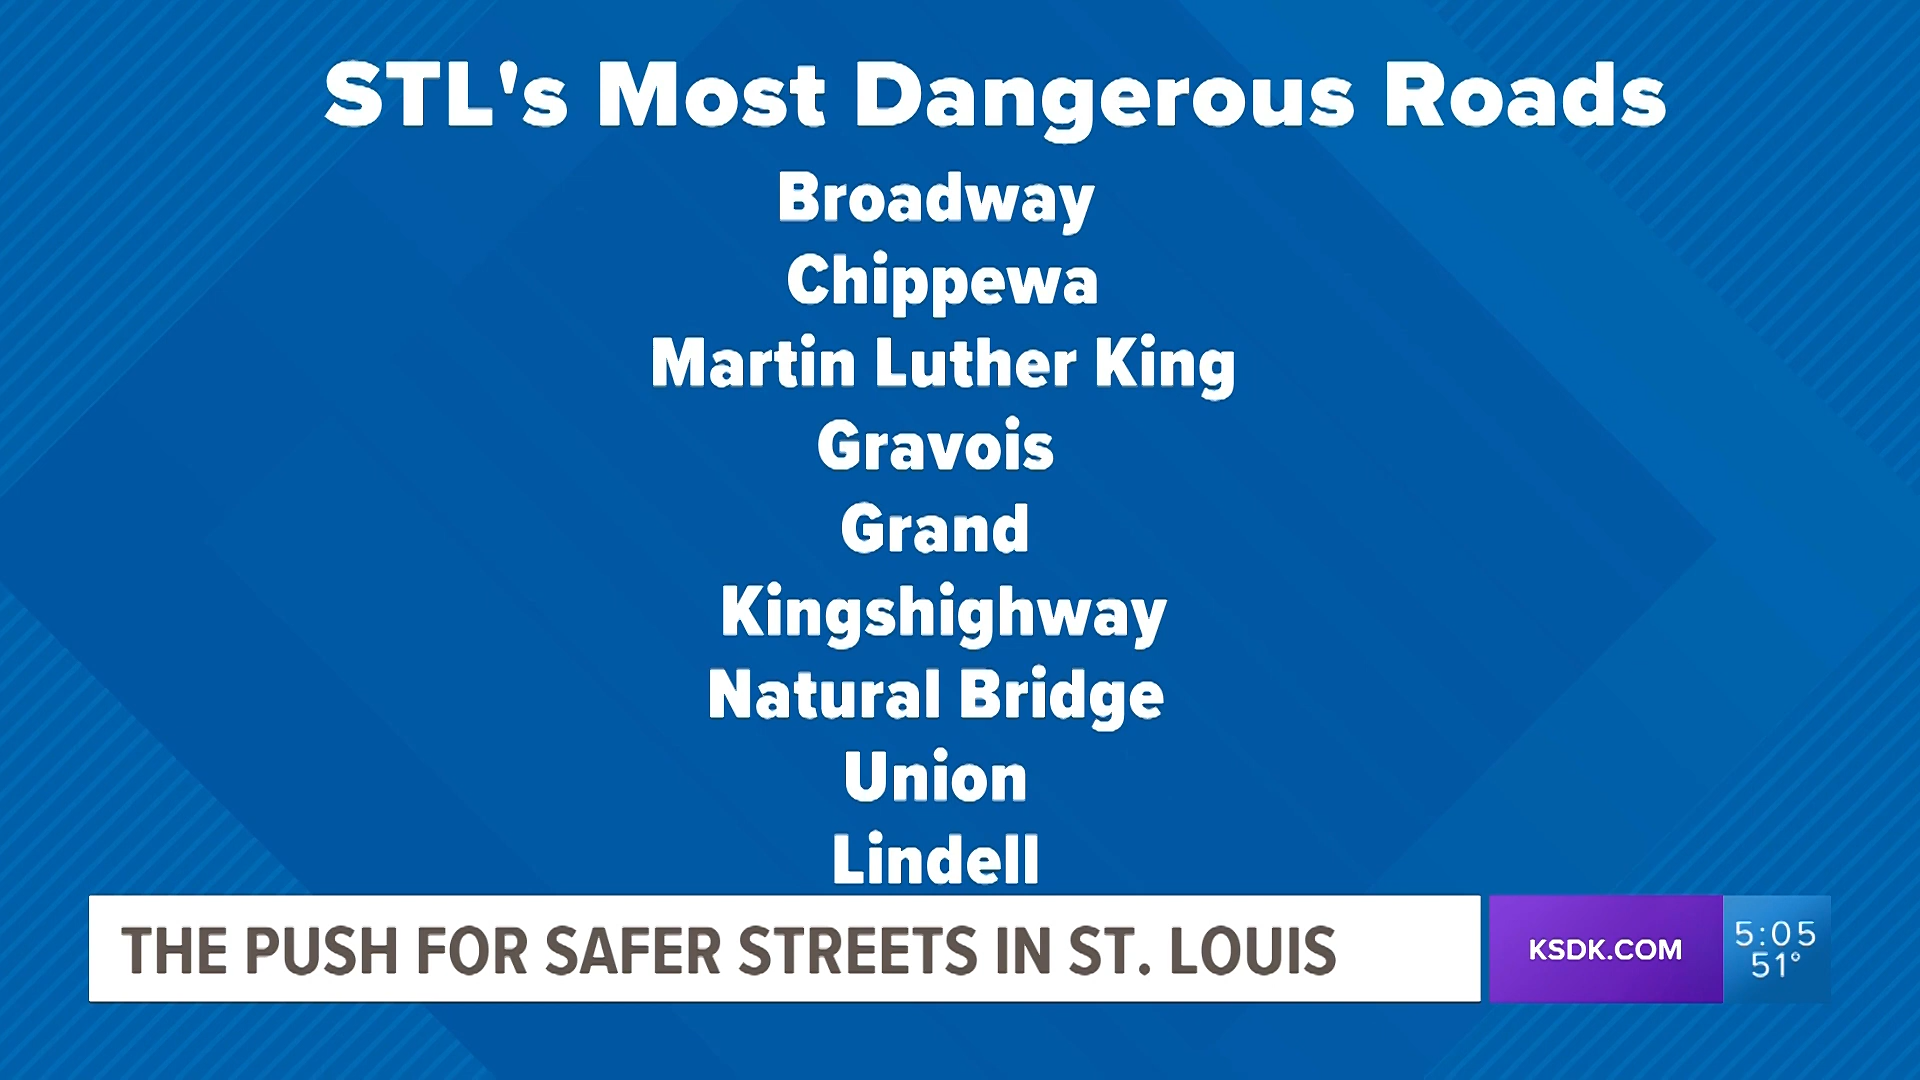 STL's Most Dangerous Roads
Broadway
Chippewa
Martin Luther King
Gravois
Grand
Kingshighway
Natural Bridge
Union
Lindell
THE PUSH FOR SAFER STREETS IN ST. LOUIS
KSDK.COM
5:05
51°